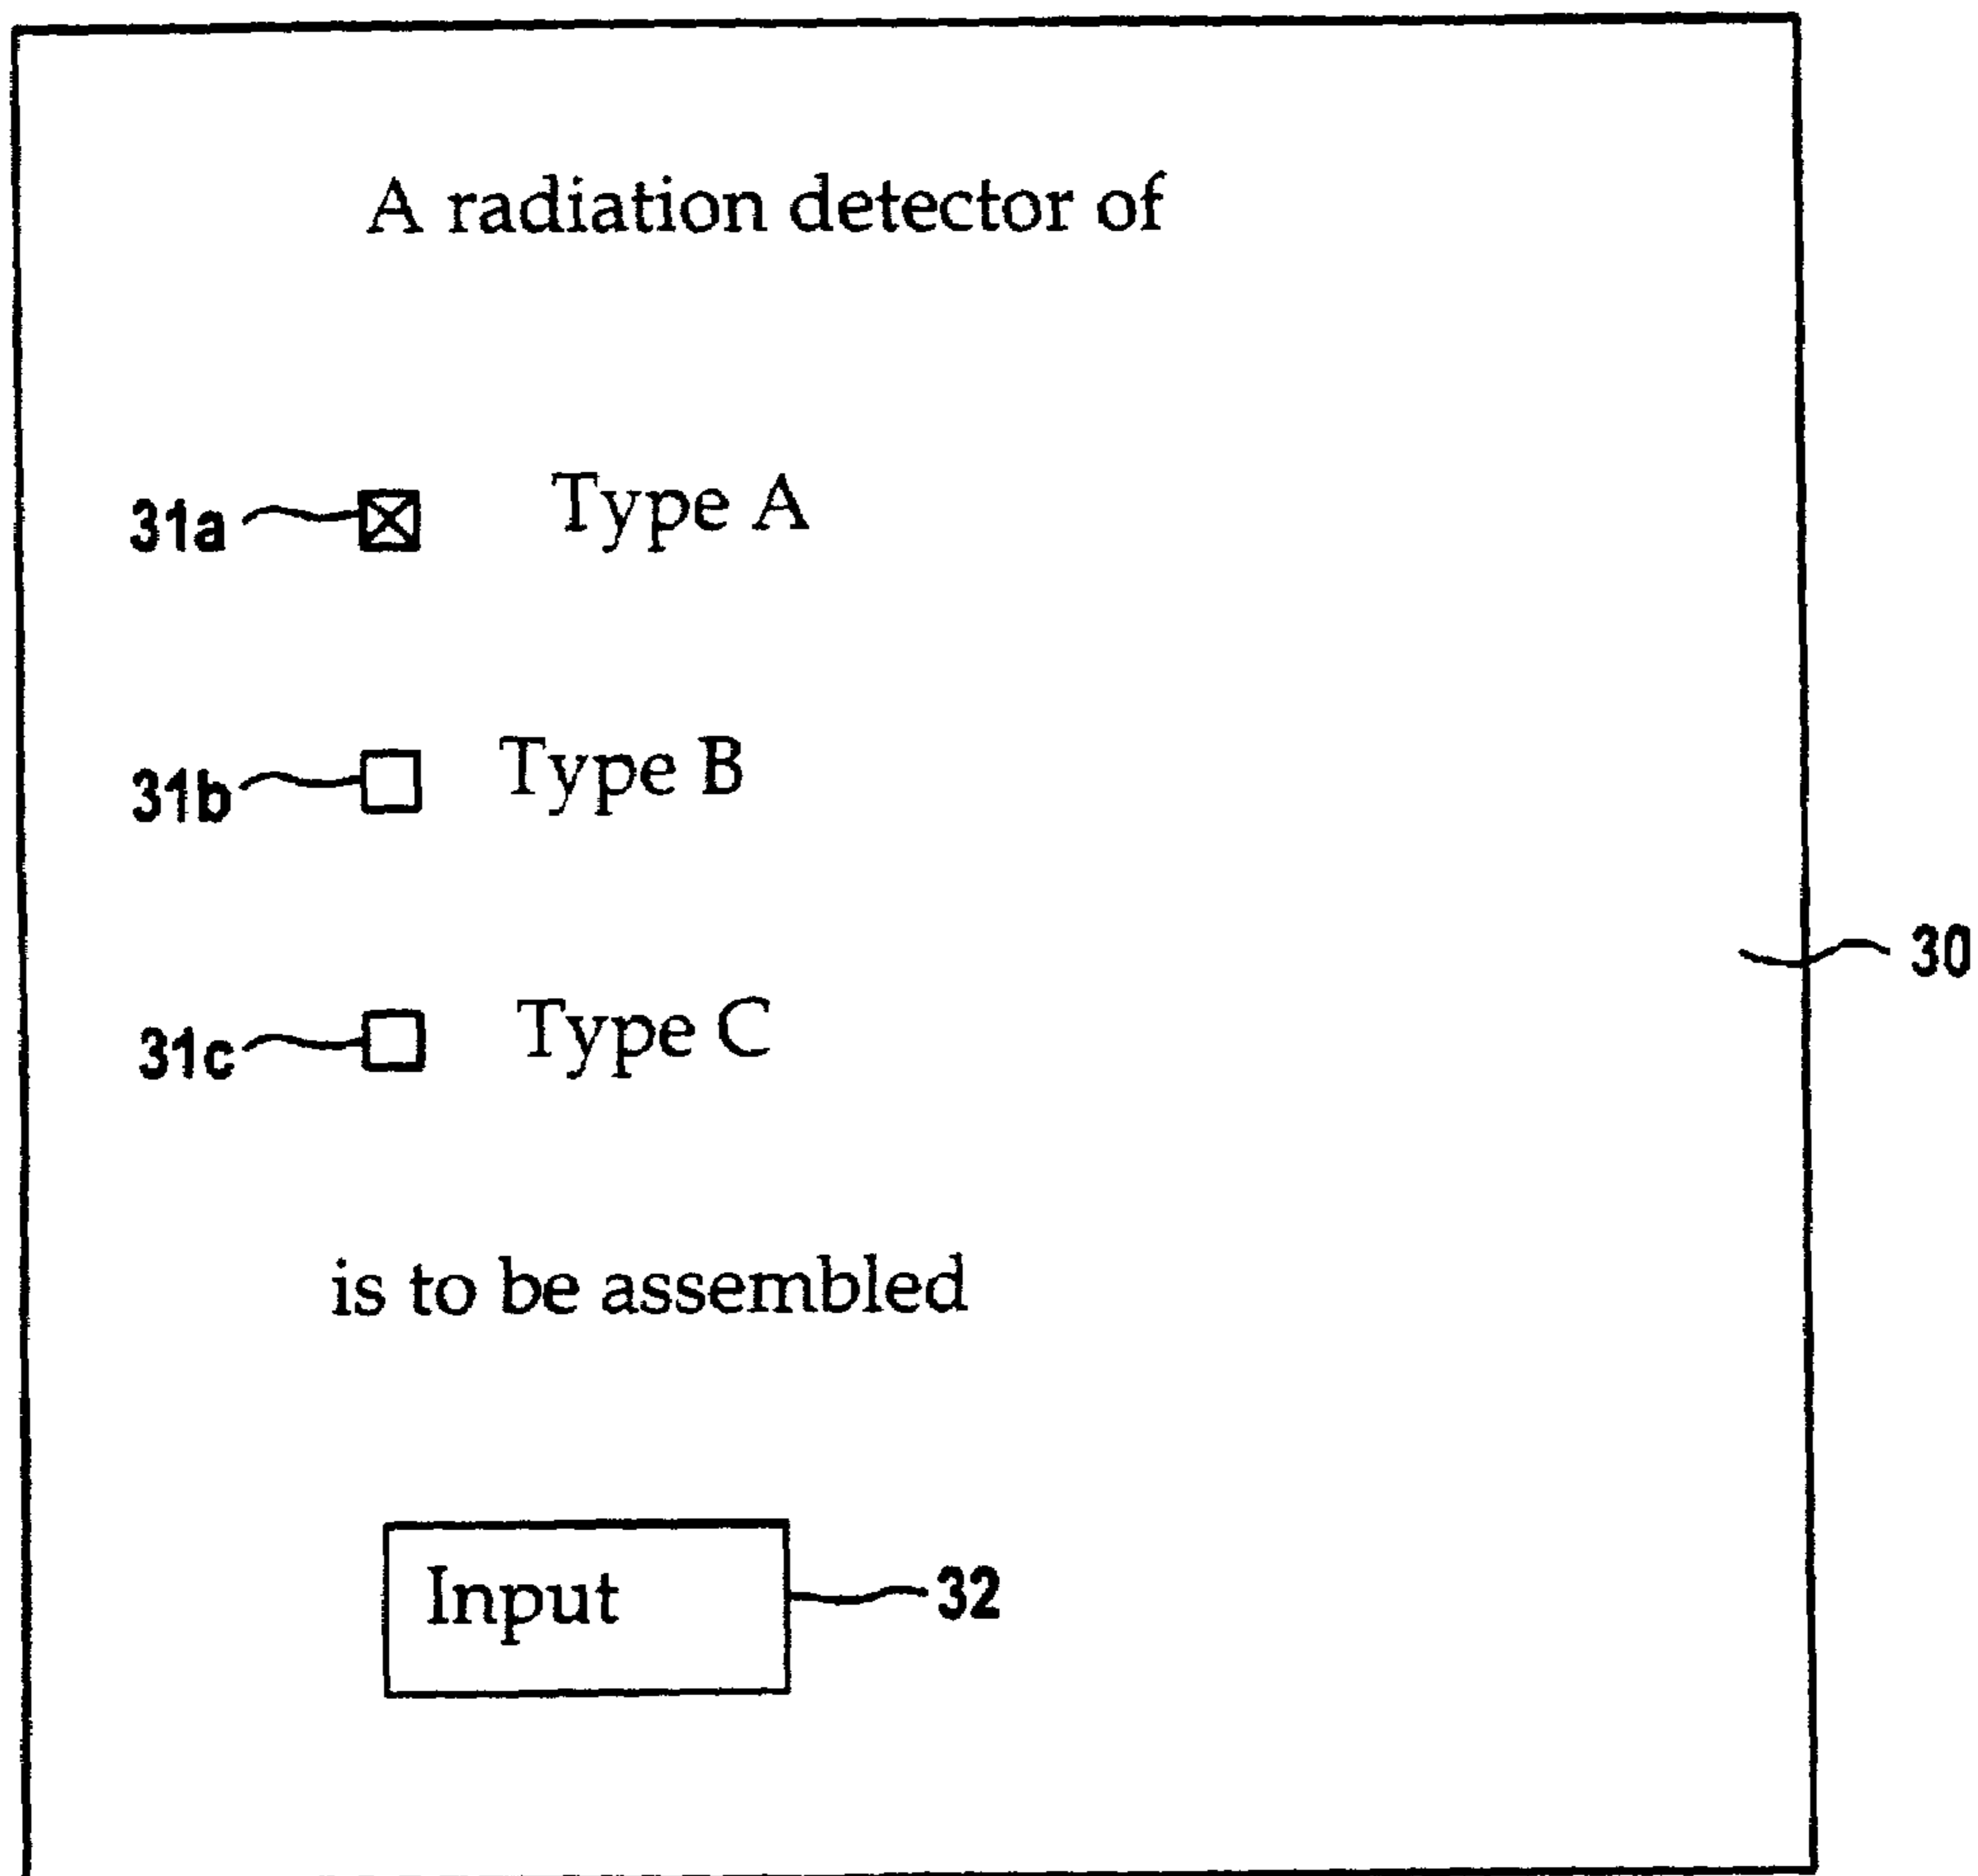 A radiation detector of
31a Type A
31b Type B
30
31c Type C
is to be assembled
Input 32